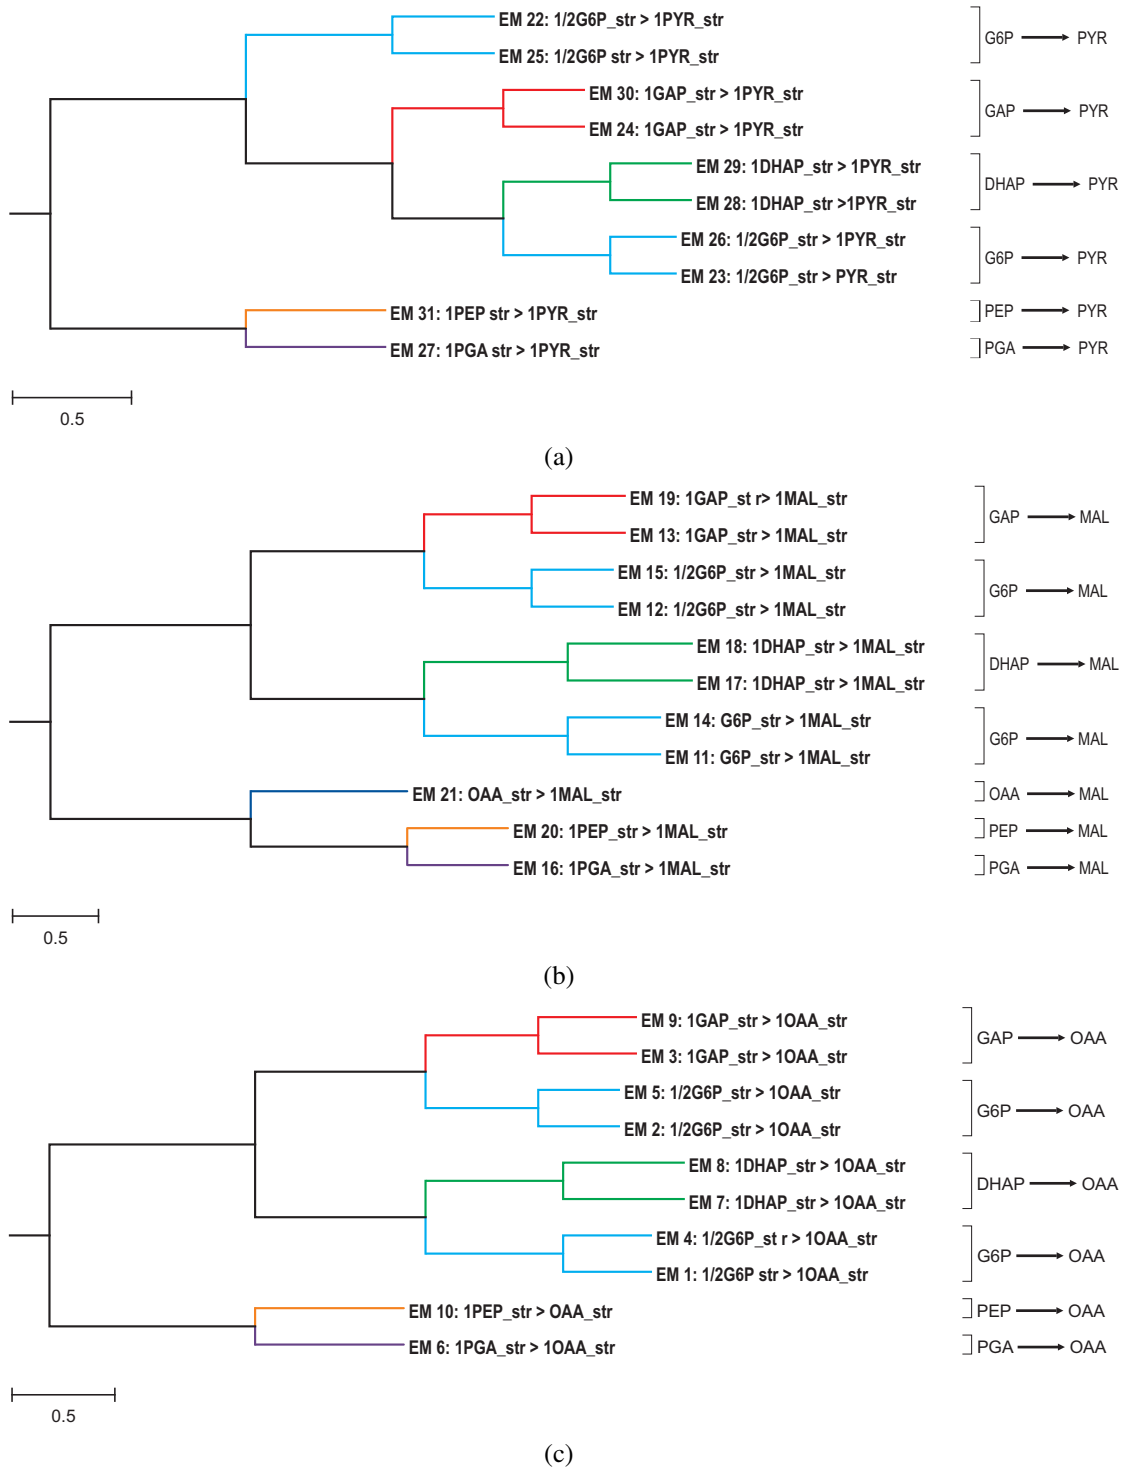 EM 22: 1/2G6P_str > 1PYR_str
EM 25: 1/2G6P str > 1PYR_str
G6P PYR
EM 30: 1GAP_str > 1PYR_str
EM 24: 1GAP_str > 1PYR_str
GAP PYR
EM 29: 1DHAP_str > 1PYR_str
EM 28: 1DHAP_str >1PYR_str
DHAP PYR
EM 26: 1/2G6P_str > 1PYR_str
EM 23: 1/2G6P_str > PYR_str
G6P PYR
EM 31: 1PEP str > 1PYR_str
PEP PYR
EM 27: 1PGA str > 1PYR_str
PGA PYR
0.5
(a)
EM 19: 1GAP_st r> 1MAL_str
EM 13: 1GAP_str > 1MAL_str
GAP MAL
EM 15: 1/2G6P_str > 1MAL_str
EM 12: 1/2G6P_str > 1MAL_str
G6P MAL
EM 18: 1DHAP_str > 1MAL_str
EM 17: 1DHAP_str > 1MAL_str
DHAP MAL
EM 14: G6P_str > 1MAL_str
EM 11: G6P_str > 1MAL_str
G6P MAL
EM 21: OAA_str > 1MAL_str
OAA MAL
EM 20: 1PEP_str > 1MAL_str
PEP MAL
EM 16: 1PGA_str > 1MAL_str
PGA MAL
0.5
(b)
EM 9: 1GAP_str > 1OAA_str
EM 3: 1GAP_str > 1OAA_str
GAP OAA
EM 5: 1/2G6P_str > 1OAA_str
EM 2: 1/2G6P_str > 1OAA_str
G6P OAA
EM 8: 1DHAP_str > 1OAA_str
EM 7: 1DHAP_str > 1OAA_str
DHAP OAA
EM 4: 1/2G6P_st r > 1OAA_str
EM 1: 1/2G6P str > 1OAA_str
G6P OAA
EM 10: 1PEP_str > OAA_str
PEP OAA
EM 6: 1PGA_str > 1OAA_str
PGA OAA
0.5
(c)